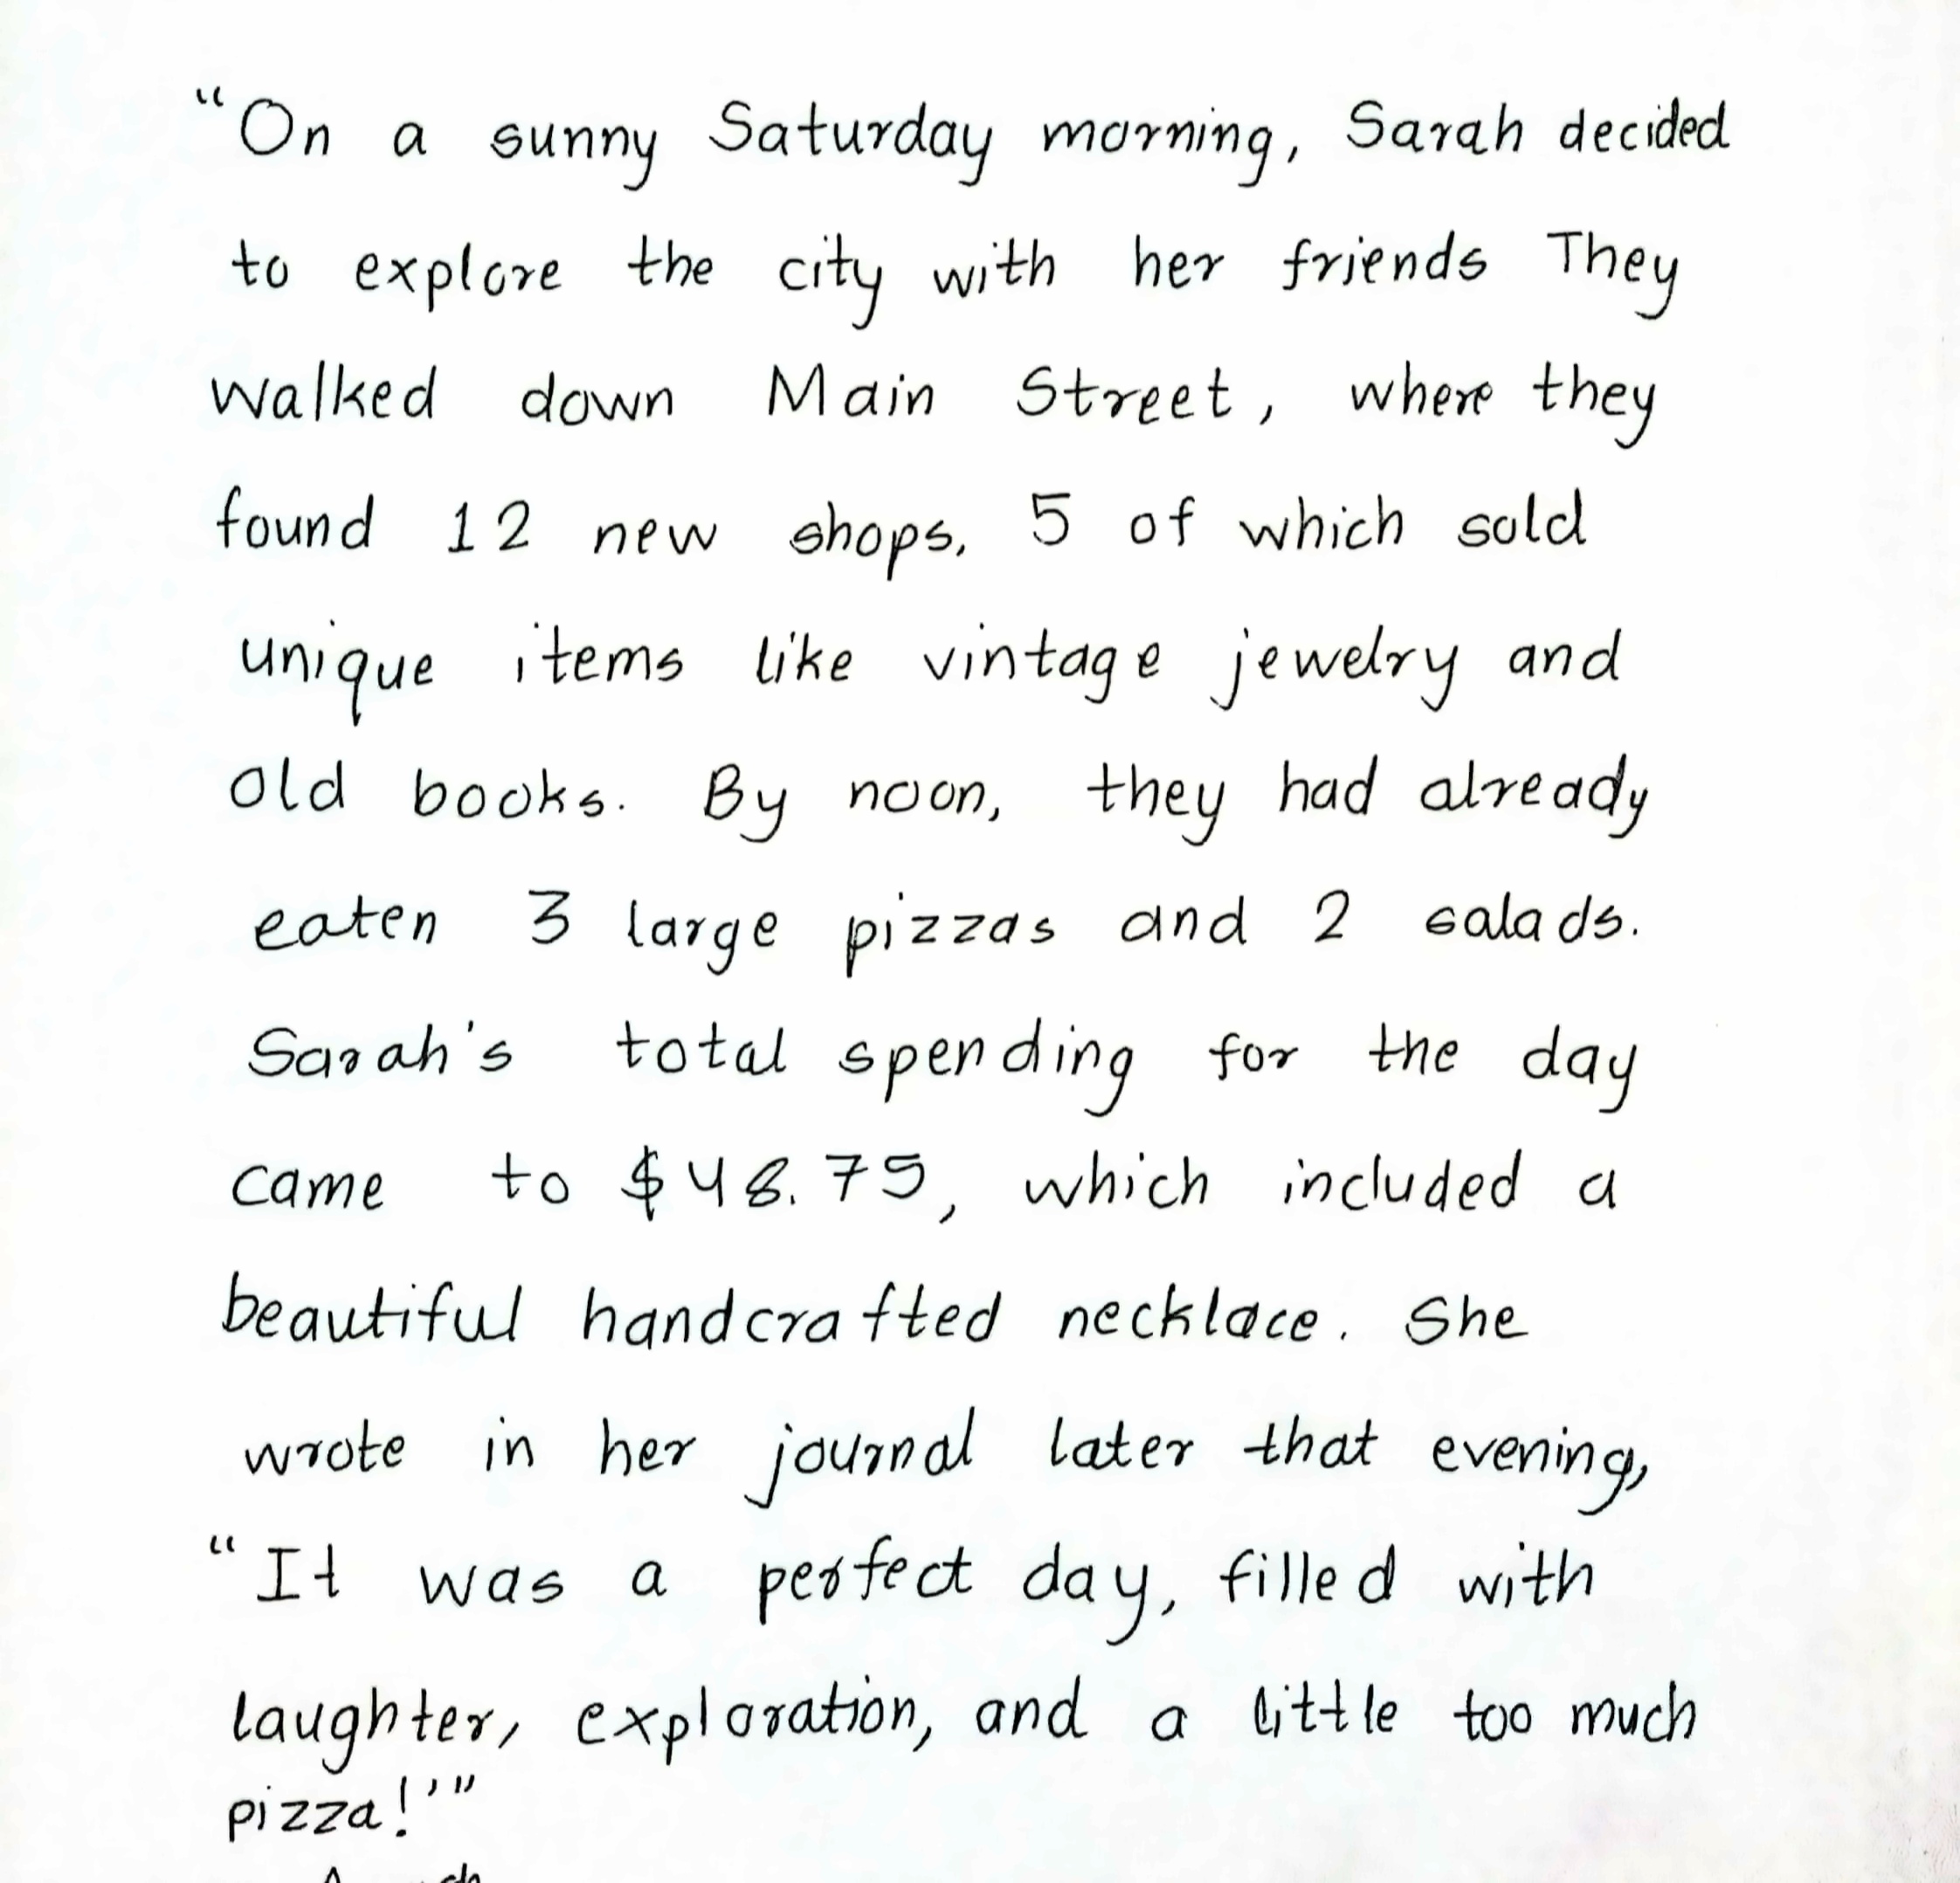 “On a sunny Saturday morning, Sarah decided
to explore the city with her friends They
walked down Main Street, where they
found 12 new shops, 5 of which sold
unique items like vintage jewelry and
old books. By noon, they had already
eaten 3 large pizzas and 2 salads.
Sarah's total spending for the day
came to $48.75, which included a
beautiful handcrafted necklace. She
wrote in her journal later that evening,
“It was a perfect day, filled with
laughter, exploration, and a little too much
pizza!'”